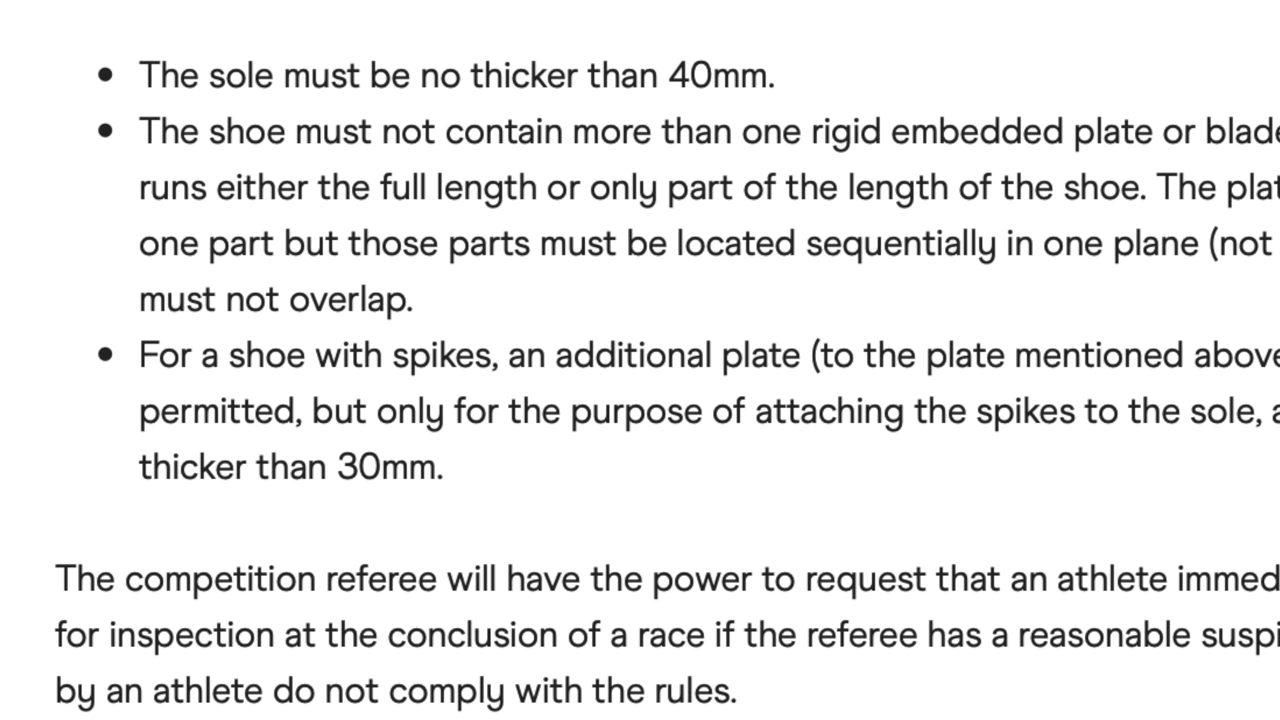 The sole must be no thicker than 40mm.
The shoe must not contain more than one rigid embedded plate or
runs either the full length or only part of the length of the shoe. The
one part but those parts must be located sequentially in one plane (not
must not overlap.
For a shoe with spikes, an additional plate (to the plate mentioned above
permitted, but only for the purpose of attaching the spikes to the sole,
thicker than 30mm.
The competition referee will have the power to request that an athlete
for inspection at the conclusion of a race if the referee has a reasonable
by an athlete do not comply with the rules.